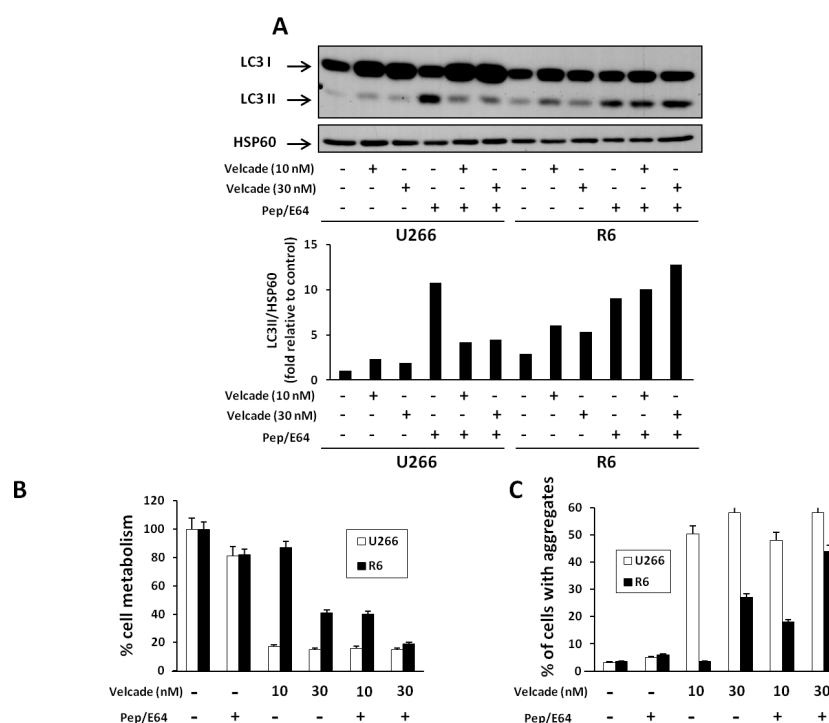 A
LC3 I
LC3 II
HSP60
Velcade (10 nM) - + - - + - - + - - + -
Velcade (30 nM) - - + - - + - - + - - +
Pep/E64 - - - + + + - - - + + +
U266 R6
15
10
5
0
LC3II/HSP60
(fold relative to control)
Velcade (10 nM) - + - - + - - + - - + -
Velcade (30 nM) - - + - - + - - + - - +
Pep/E64 - - - + + + - - - + + +
U266 R6
B
120
100
80
60
40
20
0
% cell metabolism
U266
R6
Velcade (nM) - - 10 30 10 30
Pep/E64 - + - - + +
C
60
50
40
30
20
10
0
% of cells with aggregates
U266
R6
Velcade (nM) - - 10 30 10 30
Pep/E64 - + - - + +